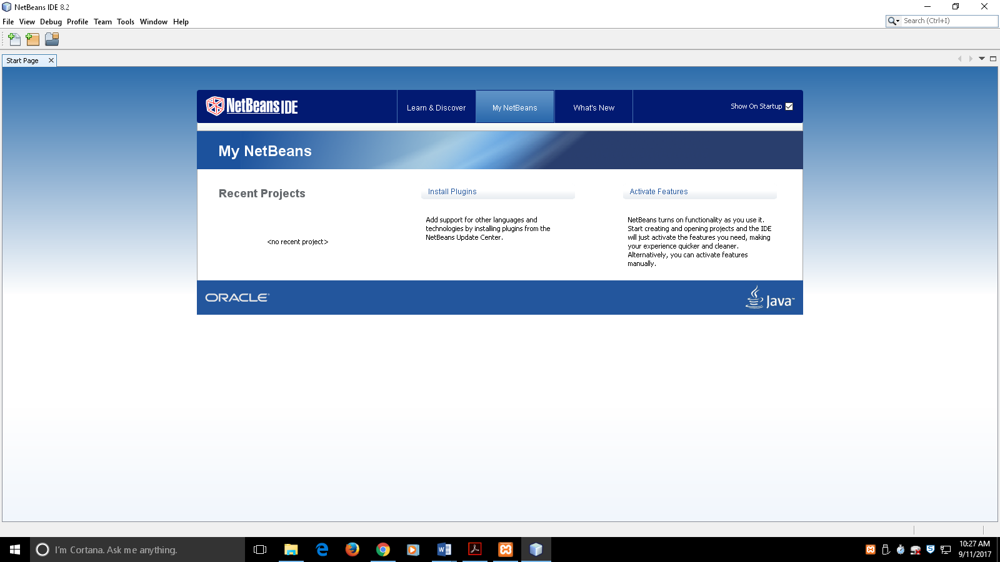 NetBeans IDE 8.2
File View Debug Profile Team Tools Window Help
Search (Ctrl+I)
Start Page
NetBeans IDE
Learn & Discover
My NetBeans
What's New
Show On Startup
My NetBeans
Recent Projects
<no recent project>
Install Plugins
Add support for other languages and
technologies by installing plugins from the
NetBeans Update Center.
Activate Features
NetBeans turns on functionality as you use it.
Start creating and opening projects and the IDE
will just activate the features you need, making
your experience quicker and cleaner.
Alternatively, you can activate features
manually.
ORACLE
Java
I'm Cortana. Ask me anything.
10:27 AM
9/11/2017